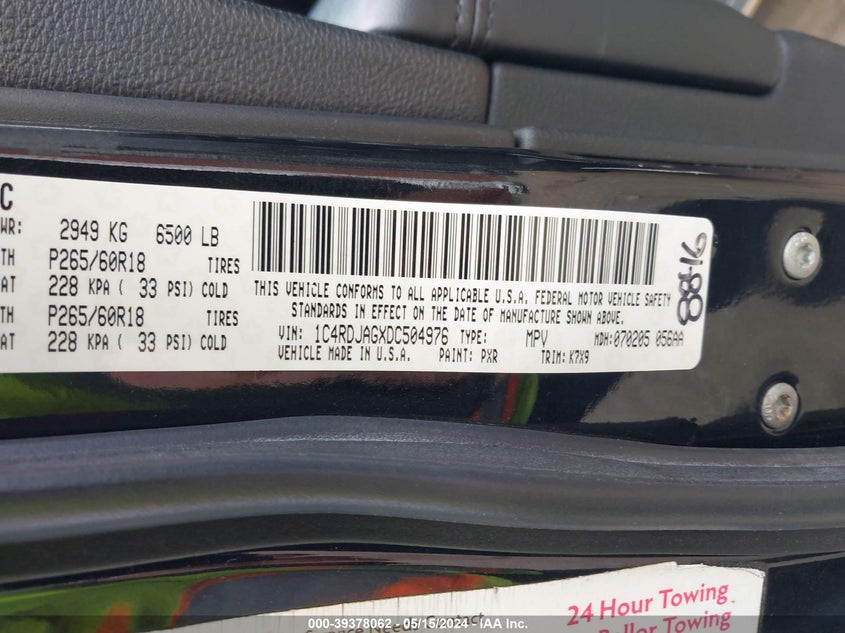 C
WR: 2949 KG 6500 LB
TH P265/60R18 TIRES
AT 228 KPA ( 33 PSI) COLD
TH P265/60R18 TIRES
AT 228 KPA ( 33 PSI) COLD
THIS VEHICLE CONFORMS TO ALL APPLICABLE U.S.A. FEDERAL MOTOR VEHICLE SAFETY
STANDARDS IN EFFECT ON THE DATE OF MANUFACTURE SHOWN ABOVE.
VIN: 1C4RDJAGXDC504976 TYPE: MPV MDH: 070205 056AA
VEHICLE MADE IN U.S.A. PAINT: PXR TRIM: K7X9
88-16
24 Hour Towing
Towing
000-39378062 - 05/15/2024 - IAA Inc.